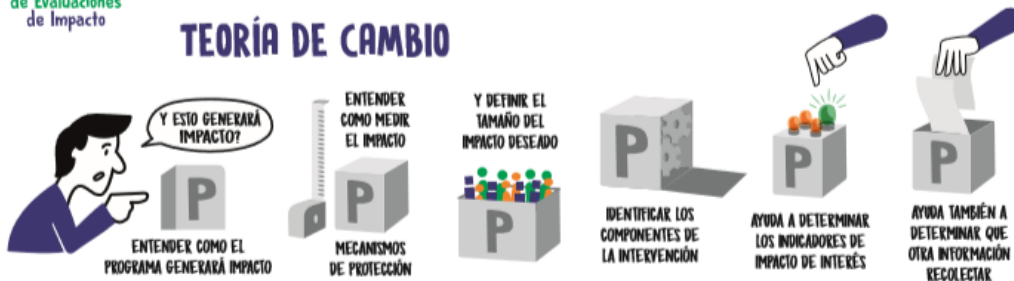 de Evaluaciones
de Impacto
TEORÍA DE CAMBIO
Y ESTO GENERARÁ
IMPACTO?
P
ENTENDER COMO EL
PROGRAMA GENERARÁ IMPACTO
ENTENDER
COMO MEDIR
EL IMPACTO
P
MECANISMOS
DE PROTECCIÓN
Y DEFINIR EL
TAMAÑO DEL
IMPACTO DESEADO
P
P
IDENTIFICAR LOS
COMPONENTES DE
LA INTERVENCIÓN
P
AYUDA A DETERMINAR
LOS INDICADORES DE
IMPACTO DE INTERÉS
P
AYUDA TAMBIÉN A
DETERMINAR QUE
OTRA INFORMACIÓN
RECOLECTAR